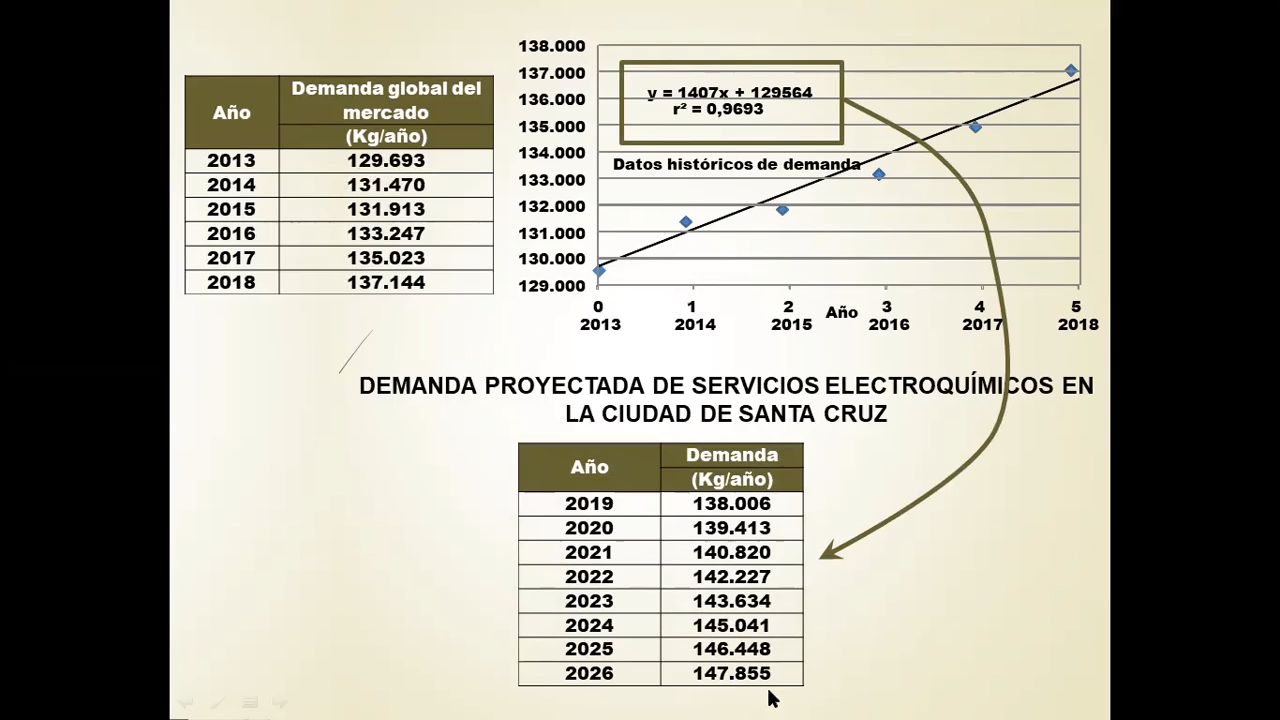 Año
Demanda global del
mercado
(Kg/año)
2013 129.693
2014 131.470
2015 131.913
2016 133.247
2017 135.023
2018 137.144
138.000
137.000
136.000
135.000
134.000
133.000
132.000
131.000
130.000
129.000
y = 1407x + 129564
r² = 0,9693
Datos históricos de demanda
0 1 2 3 4 5
Año
2013 2014 2015 2016 2017 2018
DEMANDA PROYECTADA DE SERVICIOS ELECTROQUÍMICOS EN
LA CIUDAD DE SANTA CRUZ
Año
Demanda
(Kg/año)
2019 138.006
2020 139.413
2021 140.820
2022 142.227
2023 143.634
2024 145.041
2025 146.448
2026 147.855